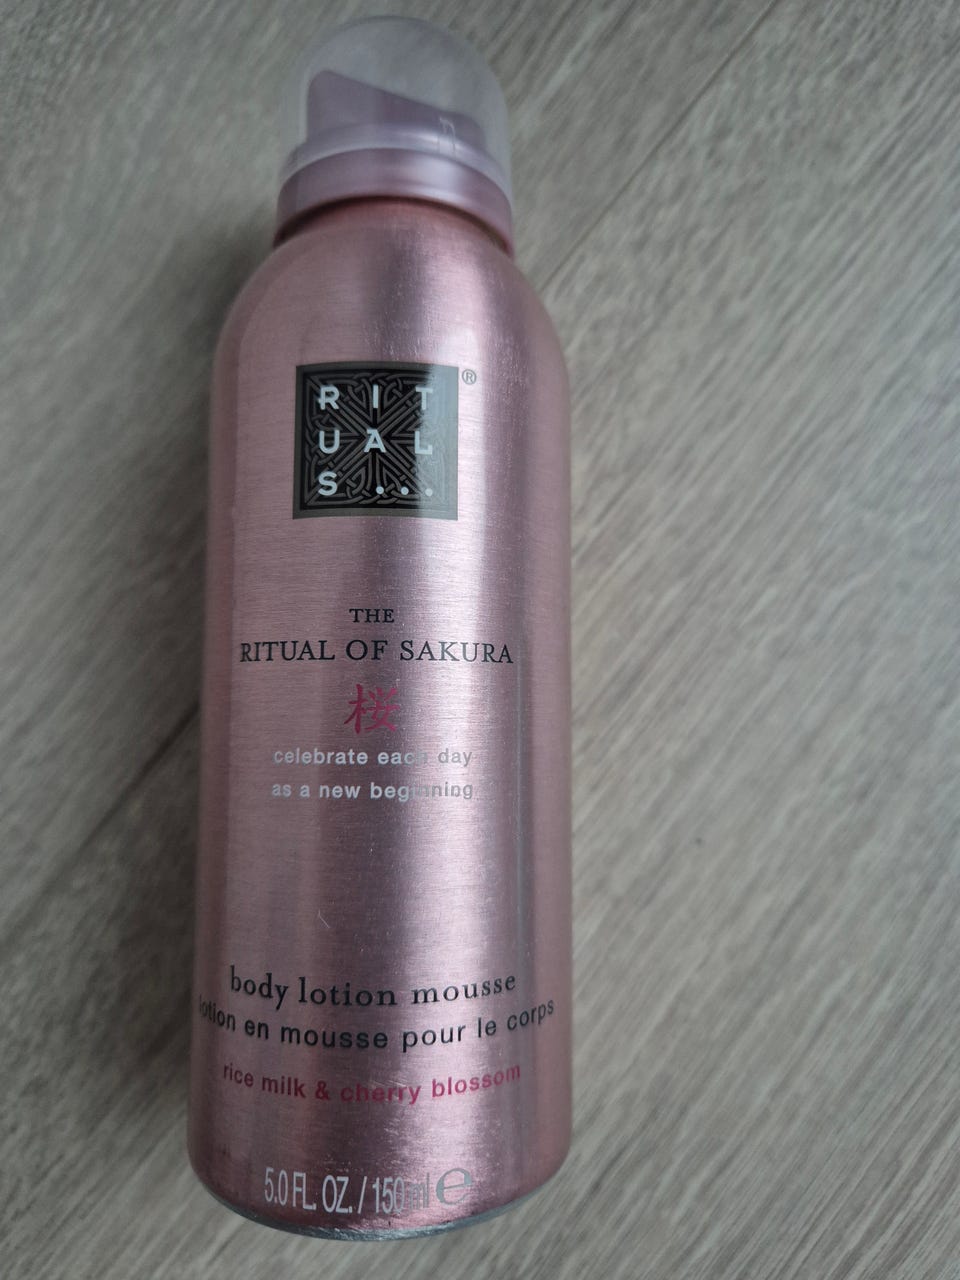 RIT
UAL
S... ®
THE
RITUAL OF SAKURA
桜
celebrate each day
as a new beginning
body lotion mousse
lotion en mousse pour le corps
rice milk & cherry blossom
5.0 FL. OZ. / 150 ml ℮